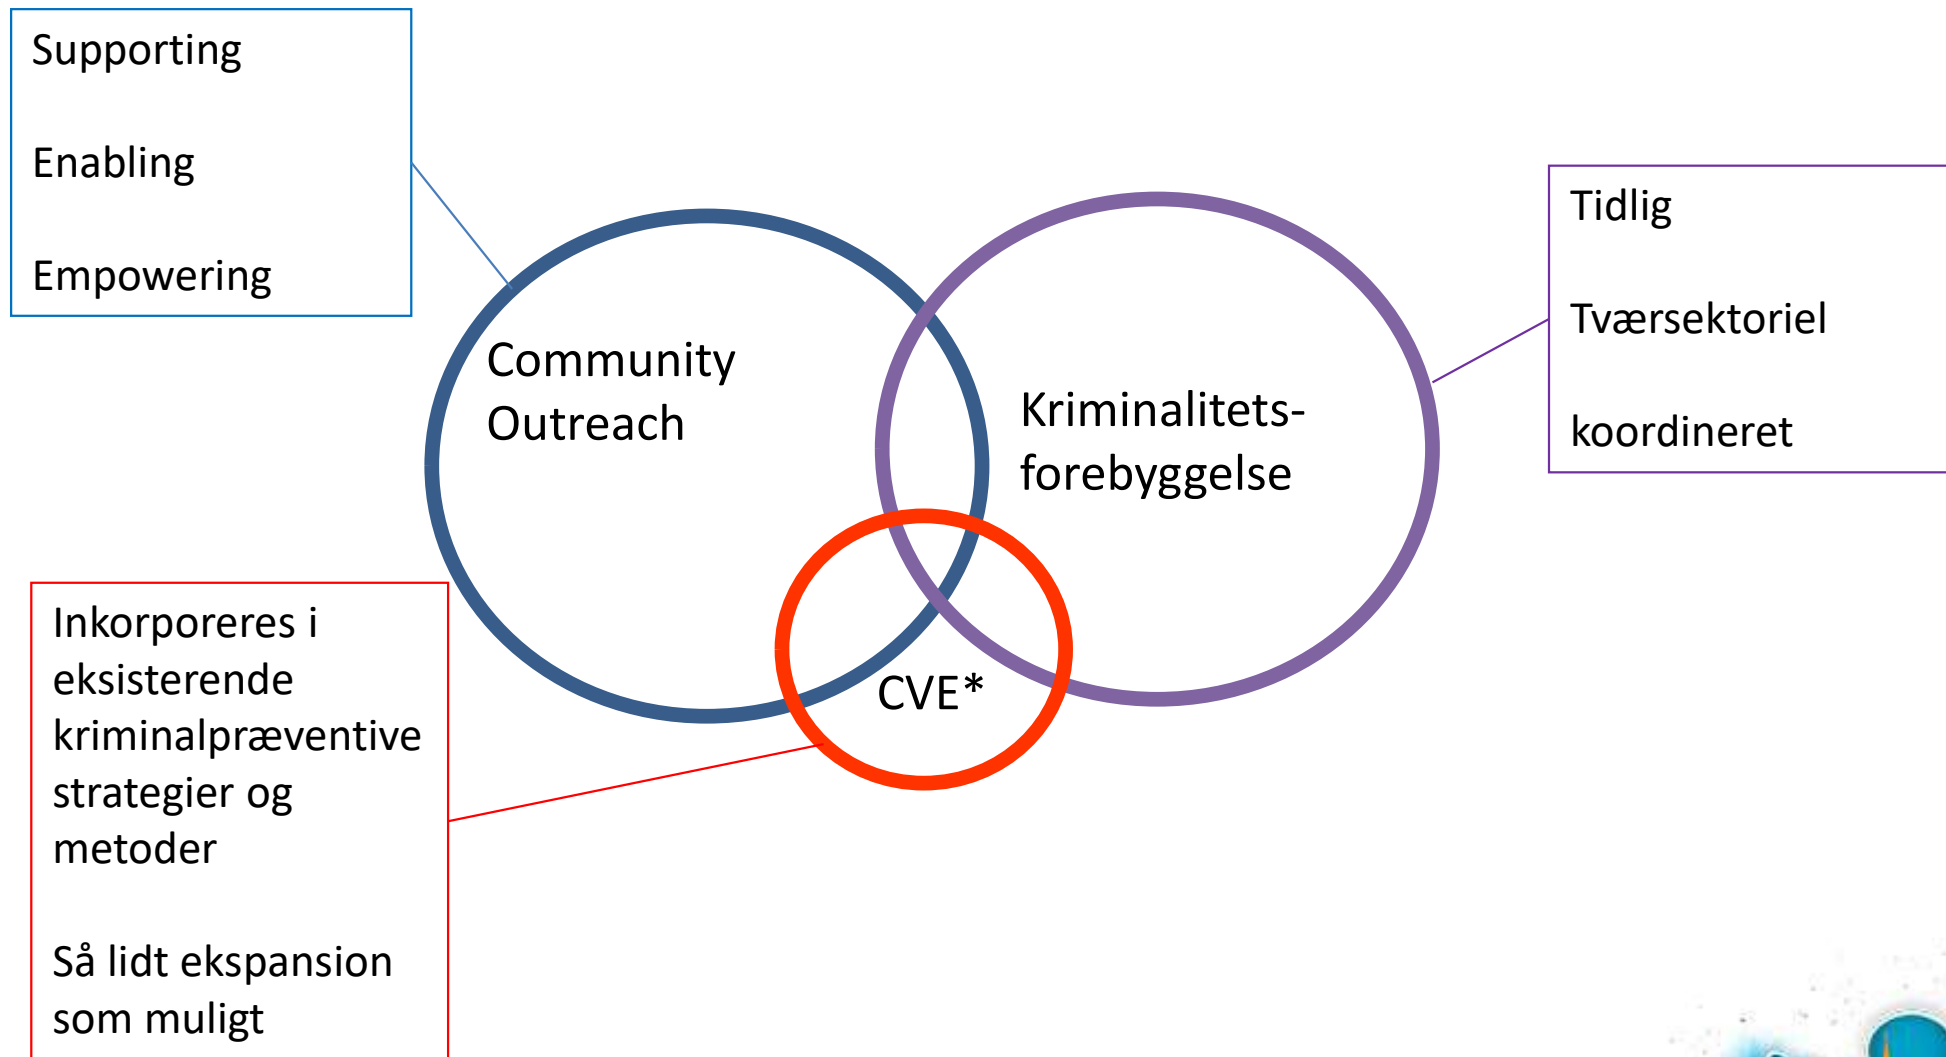 Supporting
Enabling
Empowering
Community
Outreach
Kriminalitets-
forebyggelse
Tidlig
Tværsektoriel
koordineret
CVE*
Inkorporeres i
eksisterende
kriminalpræventive
strategier og
metoder
Så lidt ekspansion
som muligt